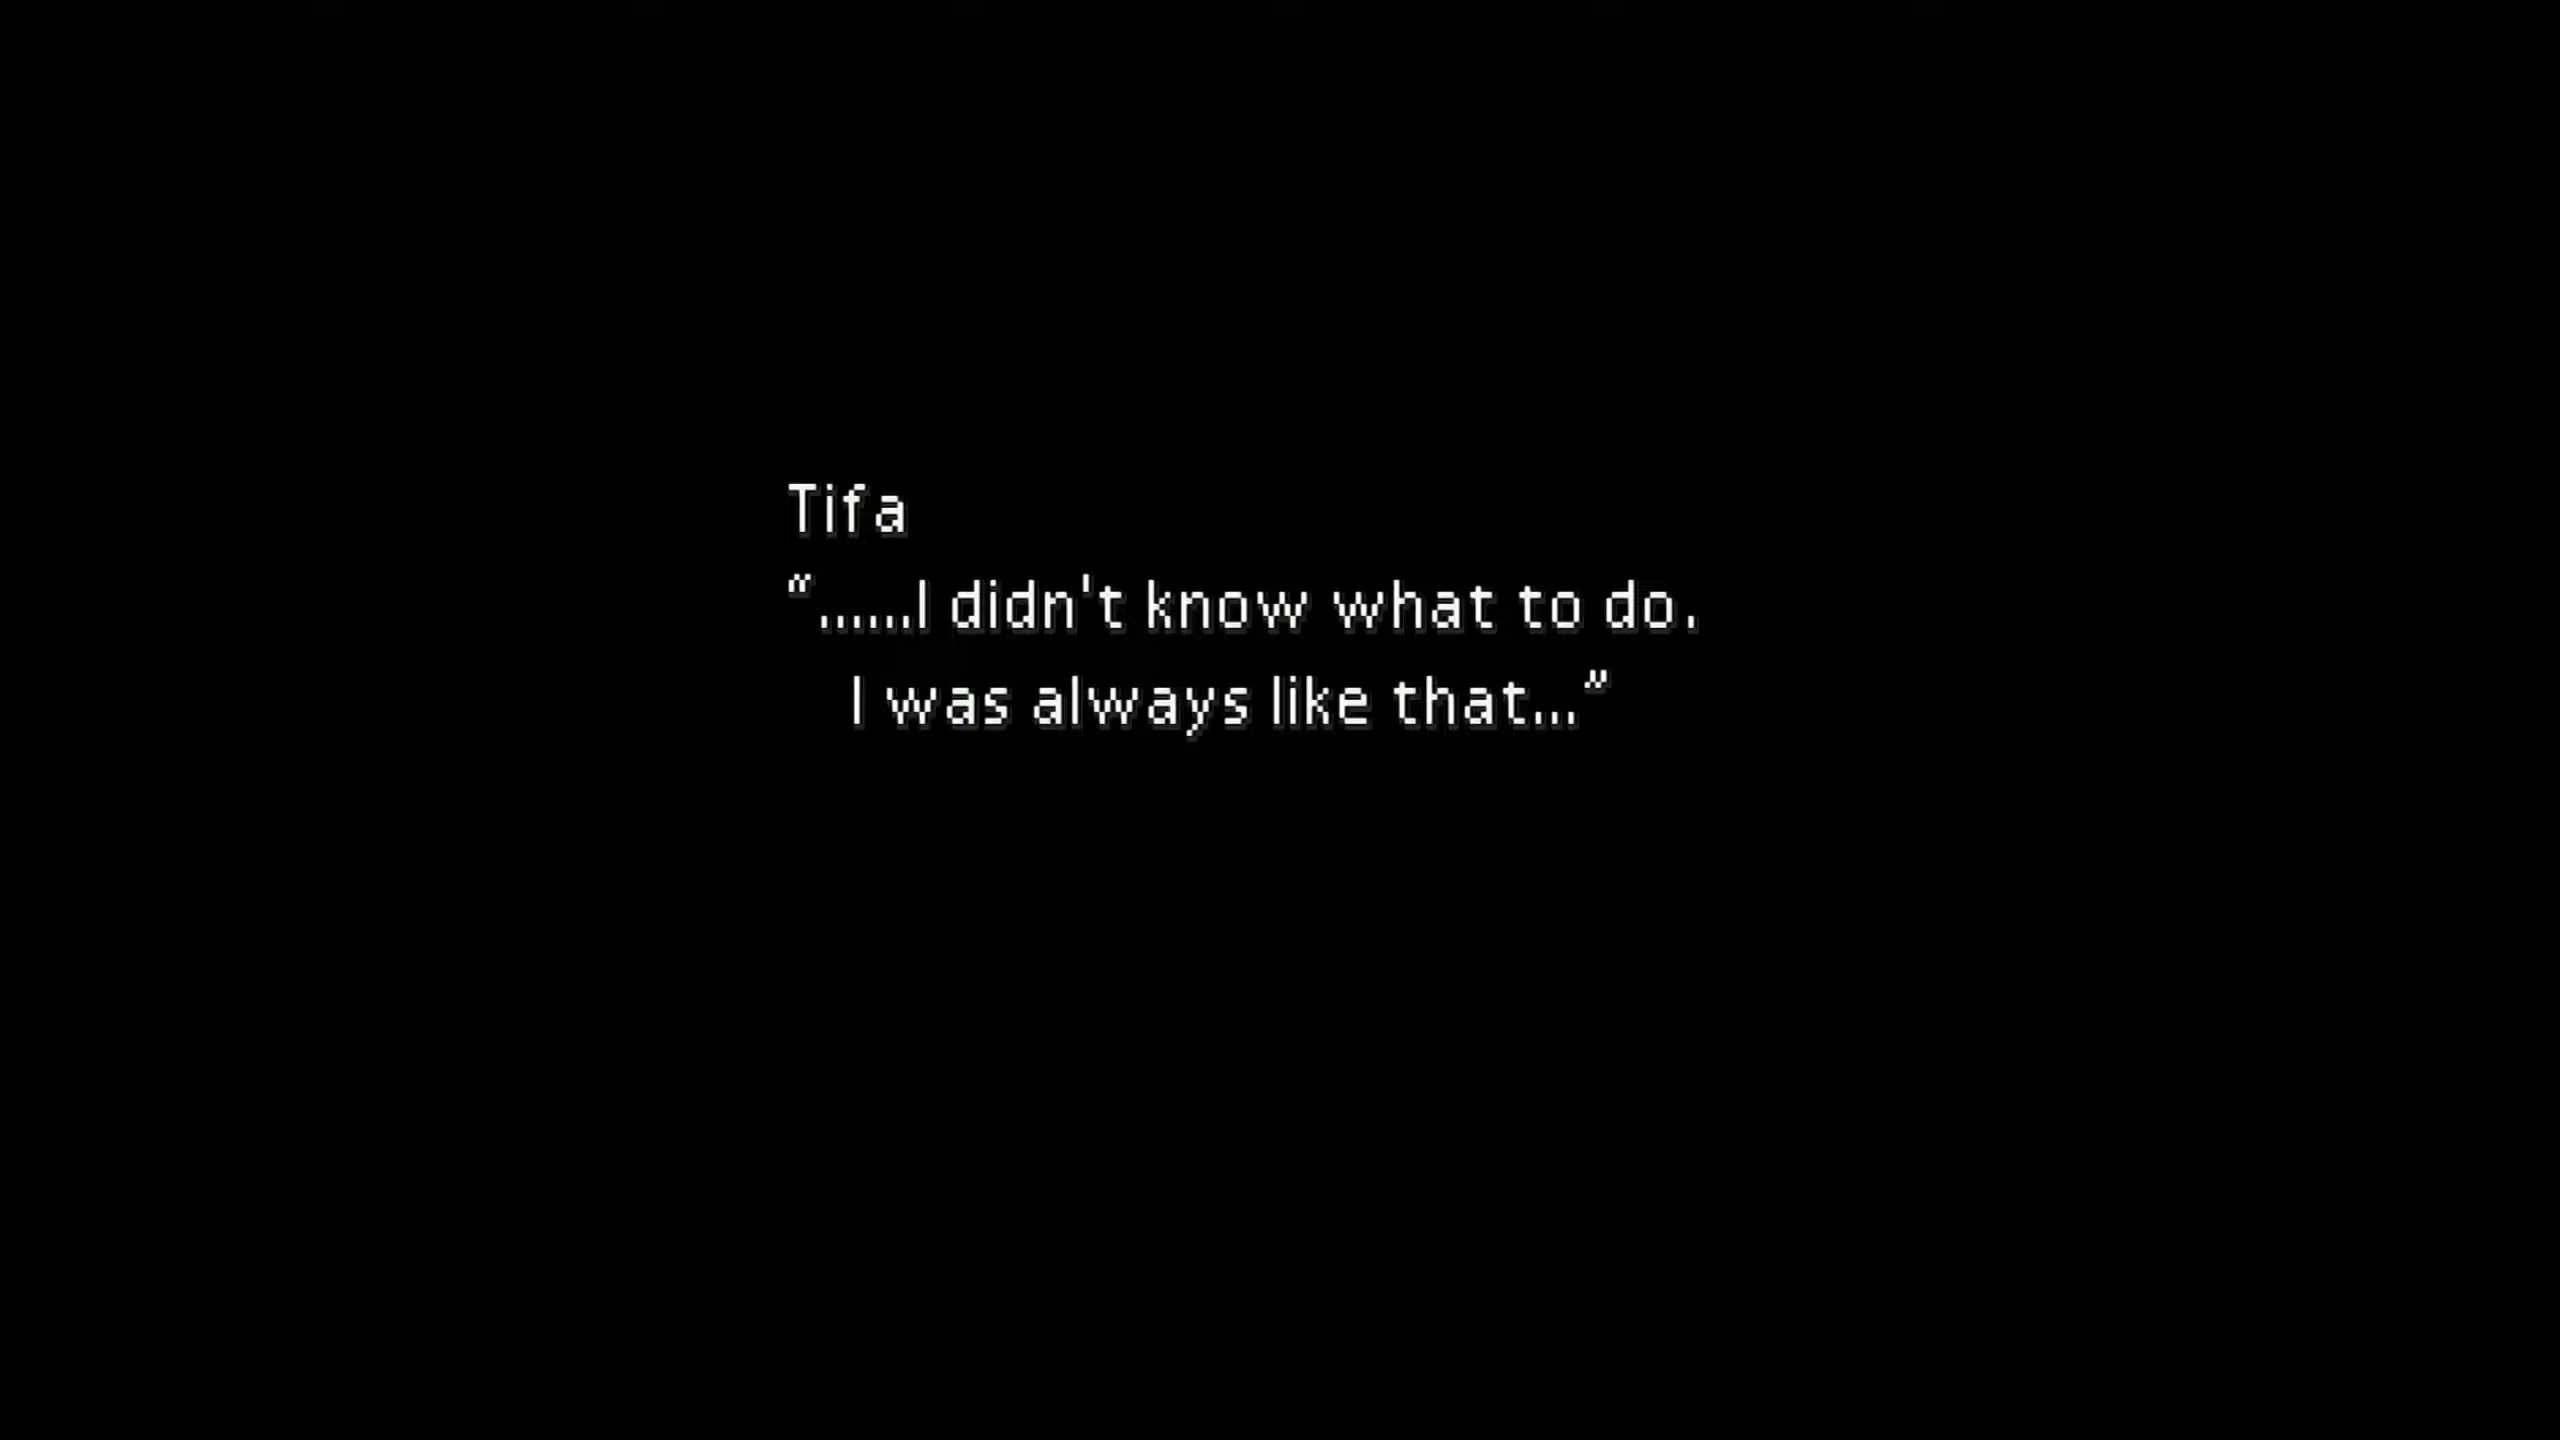 Tifa
“......I didn't know what to do.
I was always like that...”